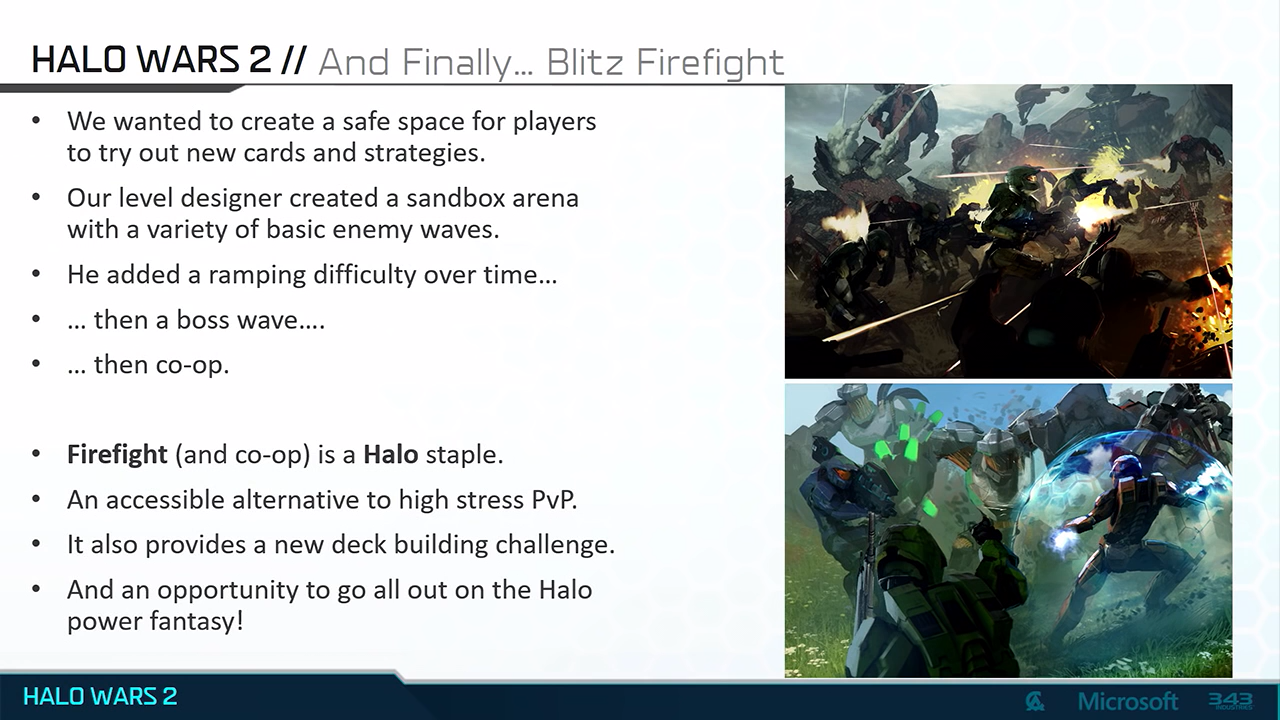 HALO WARS 2 // And Finally... Blitz Firefight
• We wanted to create a safe space for players
to try out new cards and strategies.
• Our level designer created a sandbox arena
with a variety of basic enemy waves.
• He added a ramping difficulty over time...
• ... then a boss wave....
• ... then co-op.
• Firefight (and co-op) is a Halo staple.
• An accessible alternative to high stress PvP.
• It also provides a new deck building challenge.
• And an opportunity to go all out on the Halo
power fantasy!
HALO WARS 2
Microsoft
343
INDUSTRIES